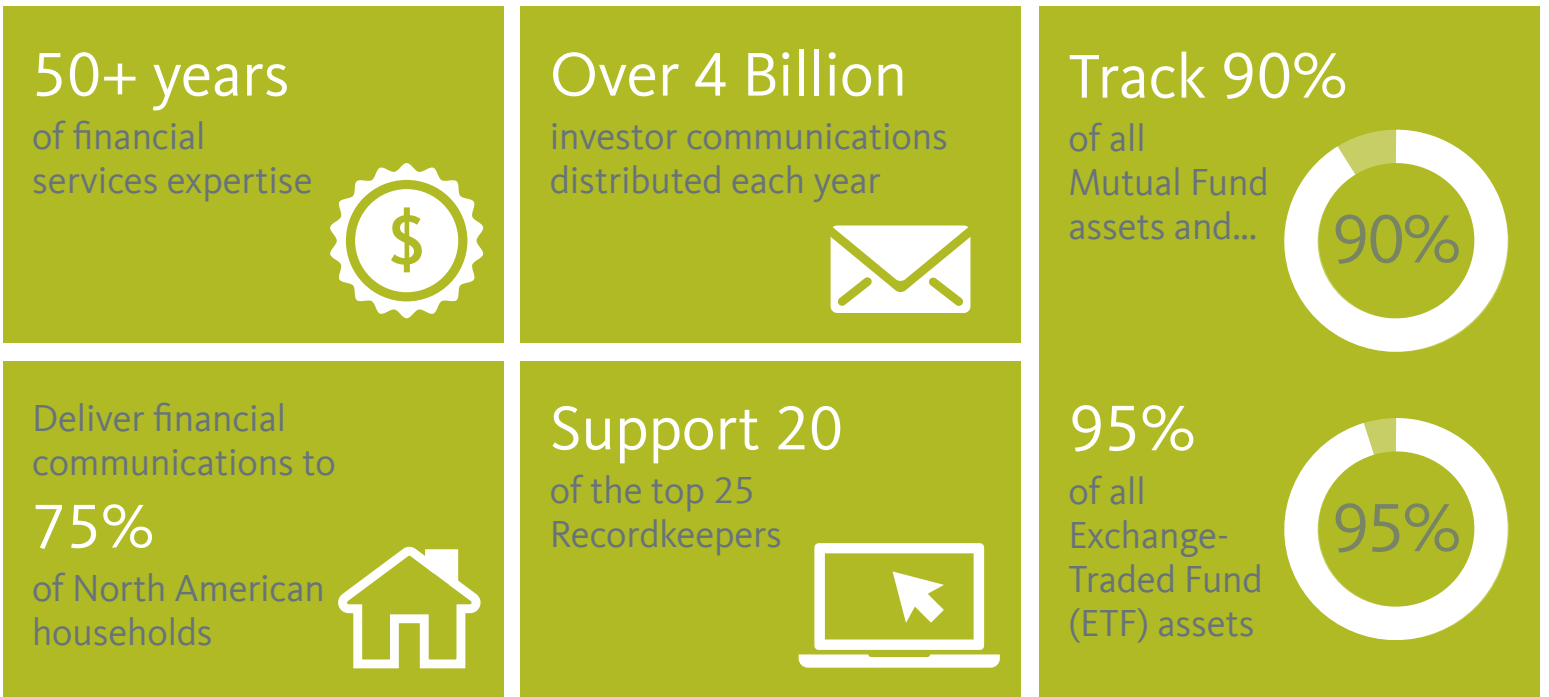 50+ years
of financial
services expertise
$
Over 4 Billion
investor communications
distributed each year
Track 90%
of all
Mutual Fund
assets and...
90%
Deliver financial
communications to
75%
of North American
households
Support 20
of the top 25
Recordkeepers
95%
of all
Exchange-
Traded Fund
(ETF) assets
95%